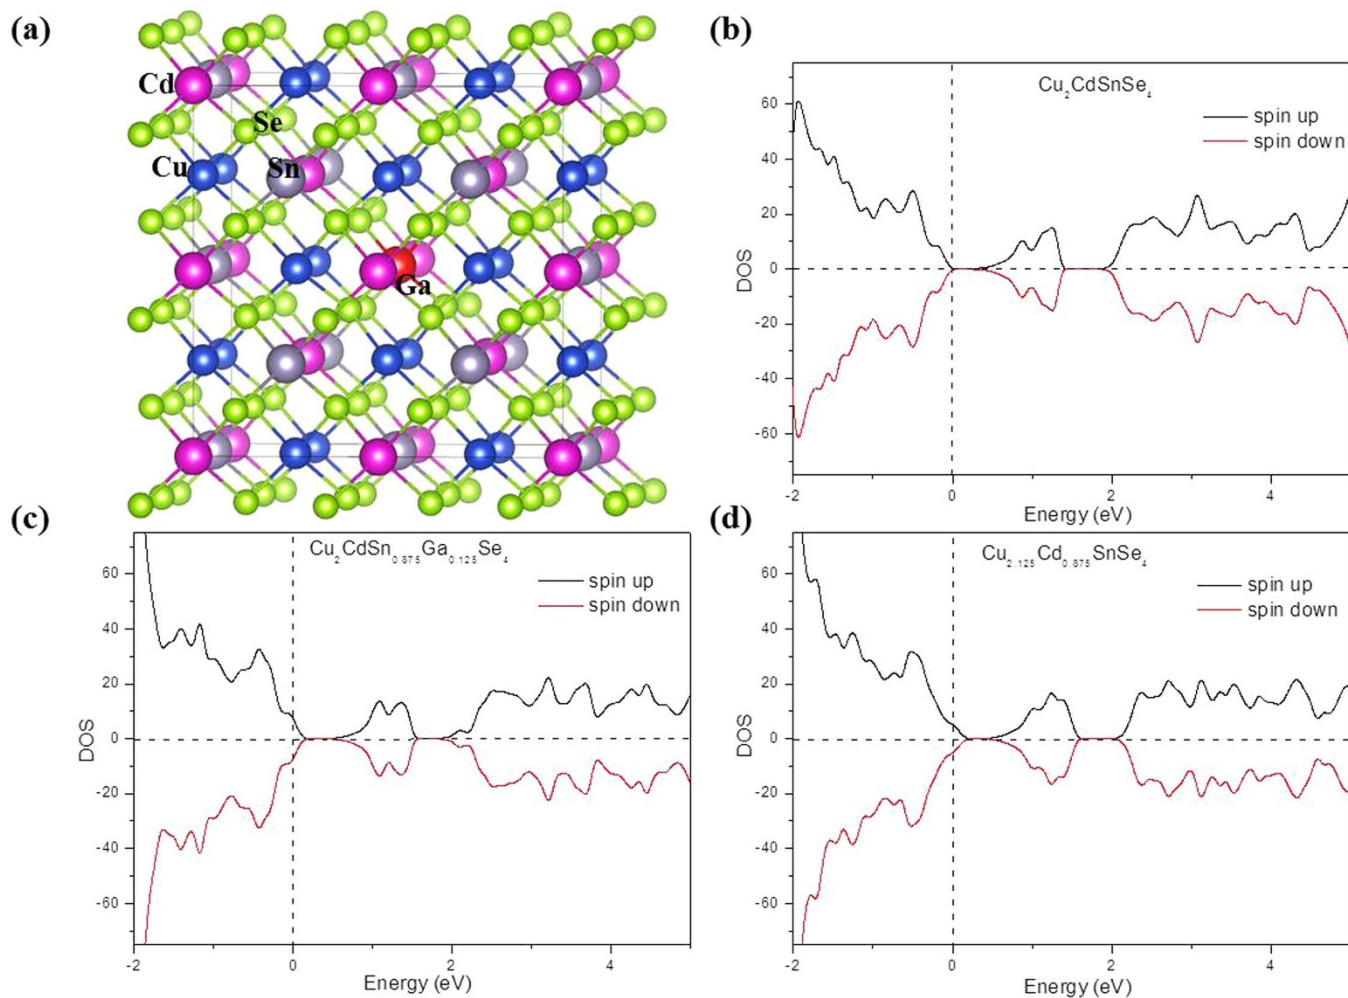 (a)
Cd
Se
Cu
Sn
Ga
(b)
Cu₂CdSnSe₄
spin up
spin down
60
40
20
0
-20
-40
-60
DOS
-2
0
2
4
Energy (eV)
(c)
Cu₂CdSn₀.₈₇₅Ga₀.₁₂₅Se₄
spin up
spin down
60
40
20
0
-20
-40
-60
DOS
-2
0
2
4
Energy (eV)
(d)
Cu₂.₁₂₅Cd₀.₈₇₅SnSe₄
spin up
spin down
60
40
20
0
-20
-40
-60
DOS
-2
0
2
4
Energy (eV)